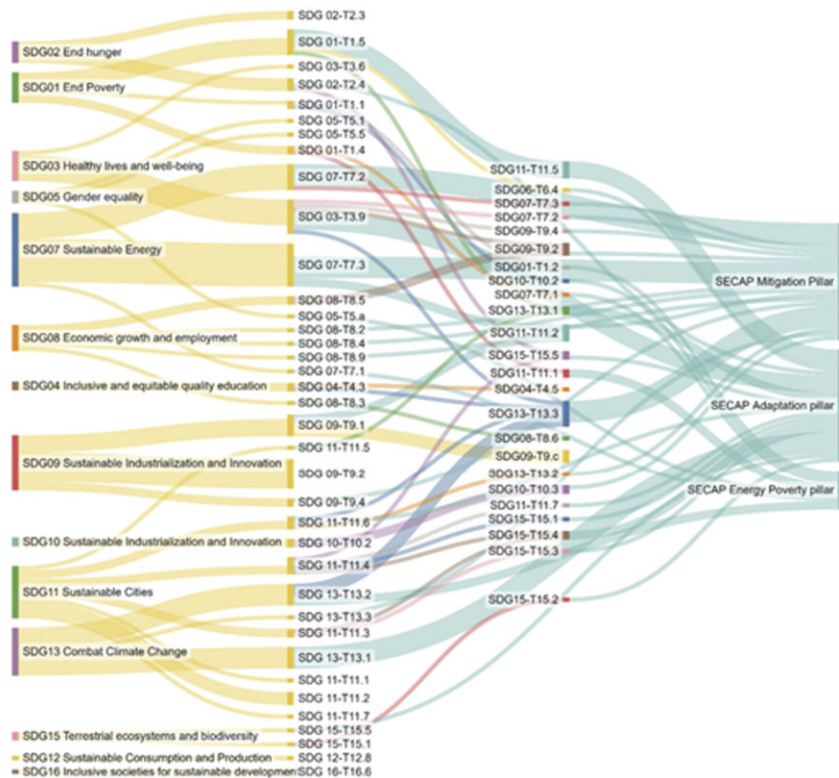 SDG02 End hunger
SDG01 End Poverty
SDG03 Healthy lives and well-being
SDG05 Gender equality
SDG07 Sustainable Energy
SDG08 Economic growth and employment
SDG04 Inclusive and equitable quality education
SDG09 Sustainable Industrialization and Innovation
SDG10 Sustainable Industrialization and Innovation
SDG11 Sustainable Cities
SDG13 Combat Climate Change
SDG15 Terrestrial ecosystems and biodiversity
SDG12 Sustainable Consumption and Production
SDG16 Inclusive societies for sustainable developmen
SDG 02-T2.3
SDG 01-T1.5
SDG 03-T3.6
SDG 02-T2.4
SDG 01-T1.1
SDG 05-T5.1
SDG 05-T5.5
SDG 01-T1.4
SDG 07-T7.2
SDG 03-T3.9
SDG 07-T7.3
SDG 08-T8.5
SDG 05-T5.a
SDG 08-T8.2
SDG 08-T8.4
SDG 08-T8.9
SDG 07-T7.1
SDG 04-T4.3
SDG 08-T8.3
SDG 09-T9.1
SDG 11-T11.5
SDG 09-T9.2
SDG 09-T9.4
SDG 11-T11.6
SDG 10-T10.2
SDG 11-T11.4
SDG 13-T13.2
SDG 13-T13.3
SDG 11-T11.3
SDG 13-T13.1
SDG 11-T11.1
SDG 11-T11.2
SDG 11-T11.7
SDG 15-T15.5
SDG 15-T15.1
SDG 12-T12.8
SDG 16-T16.6
SDG11-T11.5
SDG06-T6.4
SDG07-T7.3
SDG07-T7.2
SDG09-T9.4
SDG09-T9.2
SDG01-T1.2
SDG10-T10.2
SDG07-T7.1
SDG13-T13.1
SDG11-T11.2
SDG15-T15.5
SDG11-T11.1
SDG04-T4.5
SDG13-T13.3
SDG08-T8.6
SDG09-T9.c
SDG13-T13.2
SDG10-T10.3
SDG11-T11.7
SDG15-T15.1
SDG15-T15.4
SDG15-T15.3
SDG15-T15.2
SECAP Mitigation Pillar
SECAP Adaptation pillar
SECAP Energy Poverty pillar